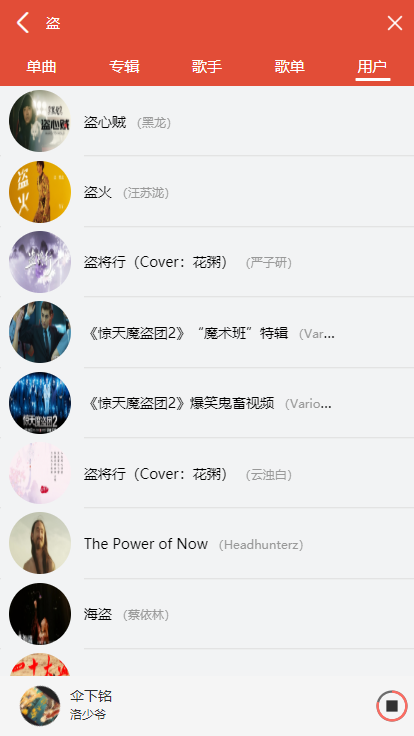 盗
单曲 专辑 歌手 歌单 用户
盗心贼 (黑龙)
盗火 (汪苏泷)
盗将行（Cover：花粥） (严子研)
《惊天魔盗团2》“魔术班”特辑 (Var...
《惊天魔盗团2》爆笑鬼畜视频 (Vario...
盗将行（Cover：花粥） (云浊白)
The Power of Now (Headhunterz)
海盗 (蔡依林)
伞下铭
洛少爷